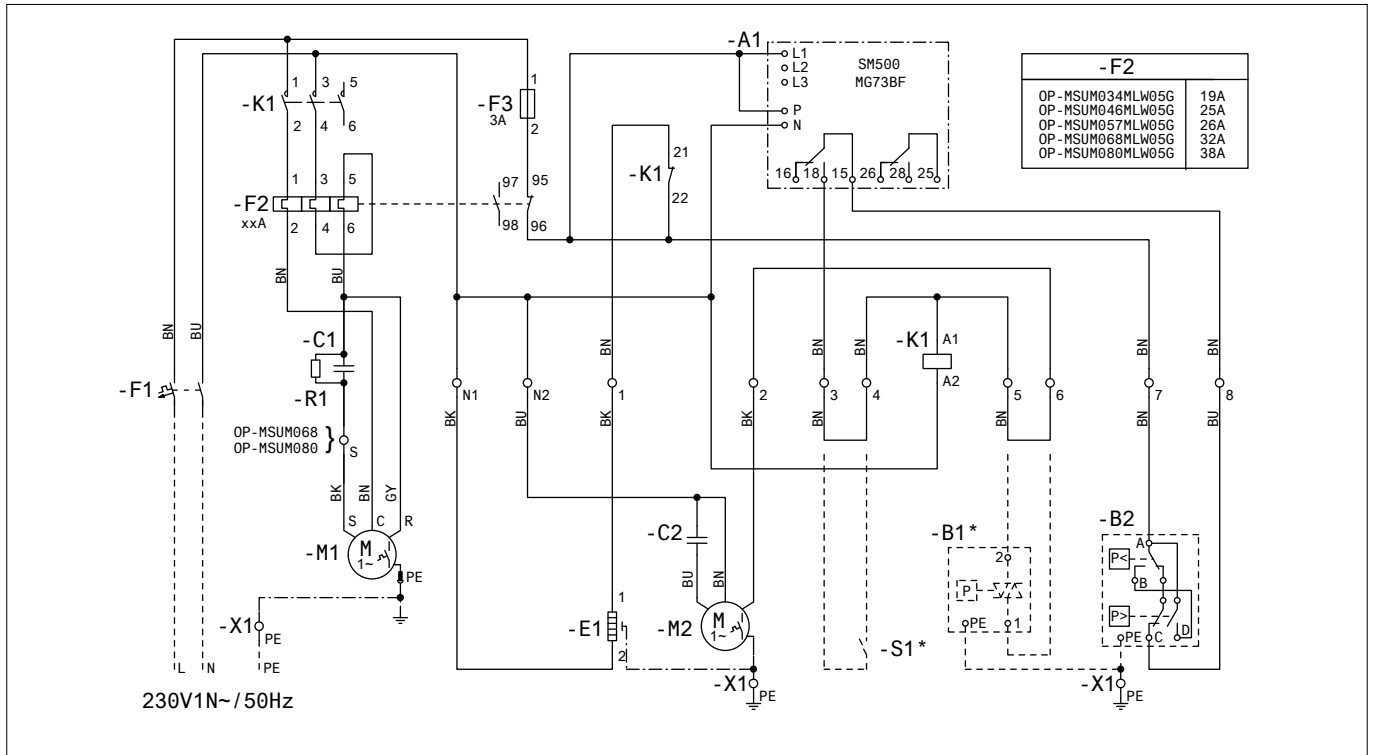 -A1
L1
L2
L3
P
N
SM500
MG73BF
16 18 15 26 28 25
-F2
OP-MSUM034MLW05G 19A
OP-MSUM046MLW05G 25A
OP-MSUM057MLW05G 26A
OP-MSUM068MLW05G 32A
OP-MSUM080MLW05G 38A
-K1
1 3 5
2 4 6
-F3
3A
1
2
-K1
21
22
-F2
xxA
1 3 5
2 4 6
97 95
98 96
BN BU
BN BU
-F1
-C1
-R1
OP-MSUM068
OP-MSUM080
}
S
BK BN GY
S C R
-M1
M
1~
PE
-X1
PE
L N PE
230V1N~/50Hz
BN BN BN BN BN BN BU
-K1 A1
A2
N1 N2 1 2 3 4 5 6 7 8
BK BU BK BK BN BN BN BU
-E1
1
2
-C2
BU BN
-M2
M
1~
-X1
PE
-S1*
-B1*
2
P
PE 1
-B2
A
P<
B
P>
PE C D
-X1
PE